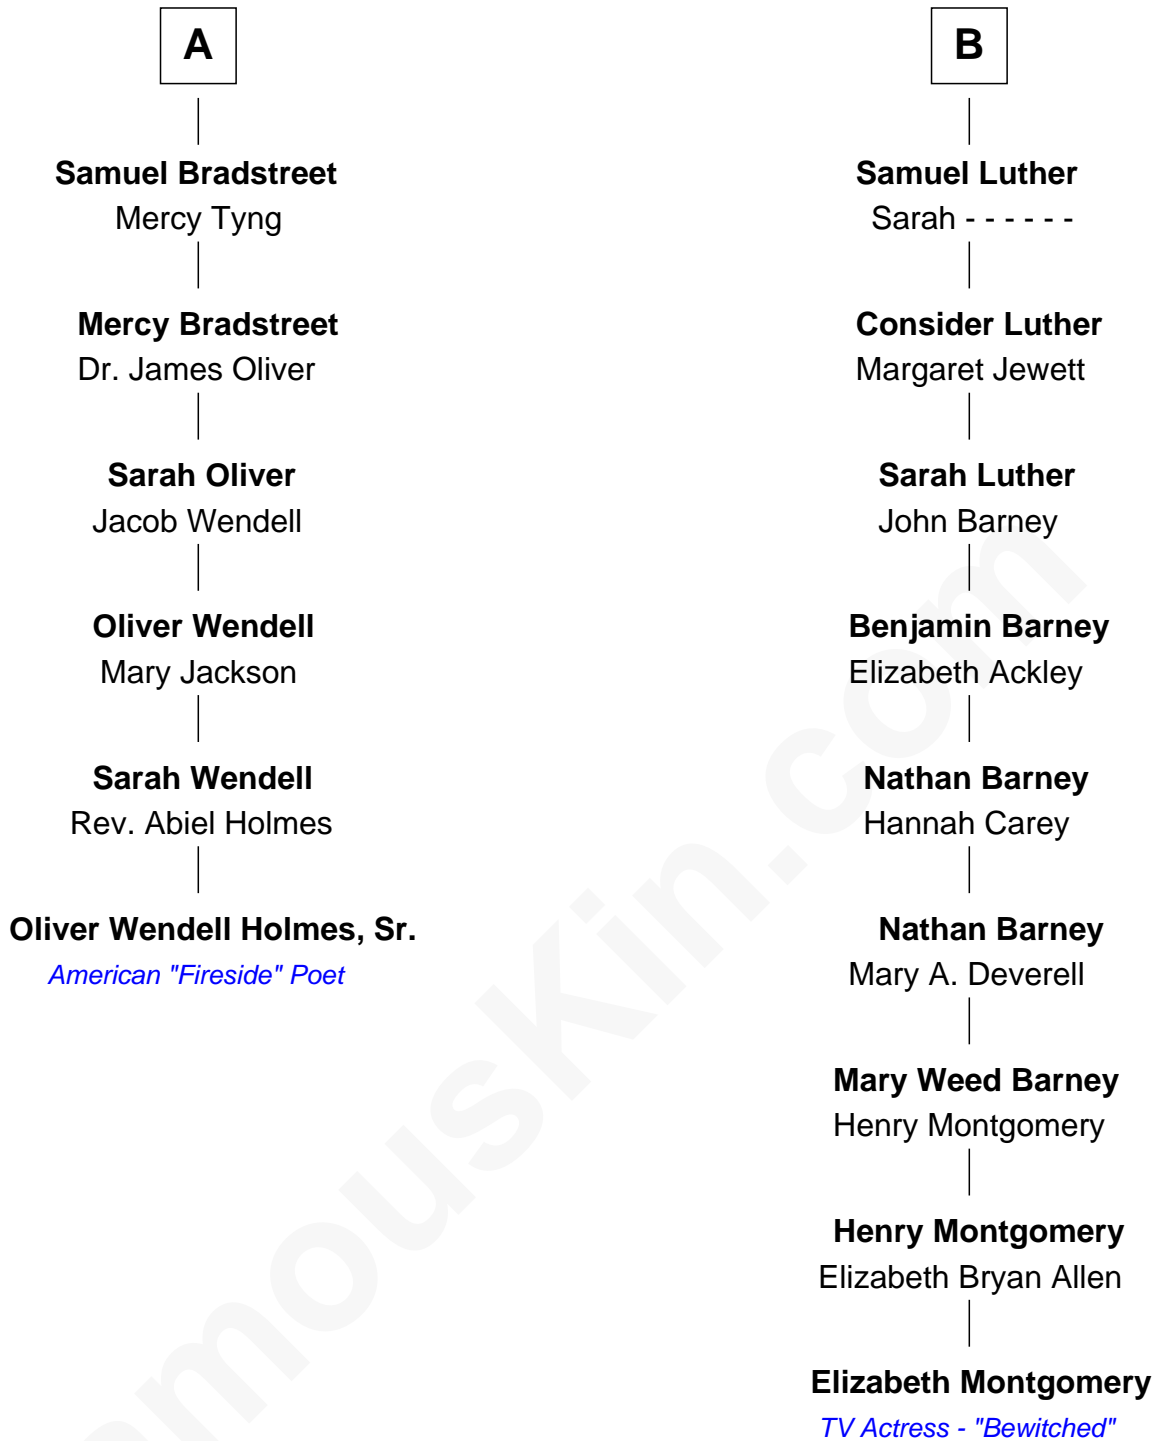 A
Samuel Bradstreet
Mercy Tyng
Mercy Bradstreet
Dr. James Oliver
Sarah Oliver
Jacob Wendell
Oliver Wendell
Mary Jackson
Sarah Wendell
Rev. Abiel Holmes
Oliver Wendell Holmes, Sr.
American "Fireside" Poet
B
Samuel Luther
Sarah - - - - - -
Consider Luther
Margaret Jewett
Sarah Luther
John Barney
Benjamin Barney
Elizabeth Ackley
Nathan Barney
Hannah Carey
Nathan Barney
Mary A. Deverell
Mary Weed Barney
Henry Montgomery
Henry Montgomery
Elizabeth Bryan Allen
Elizabeth Montgomery
TV Actress - "Bewitched"
amouskin.com